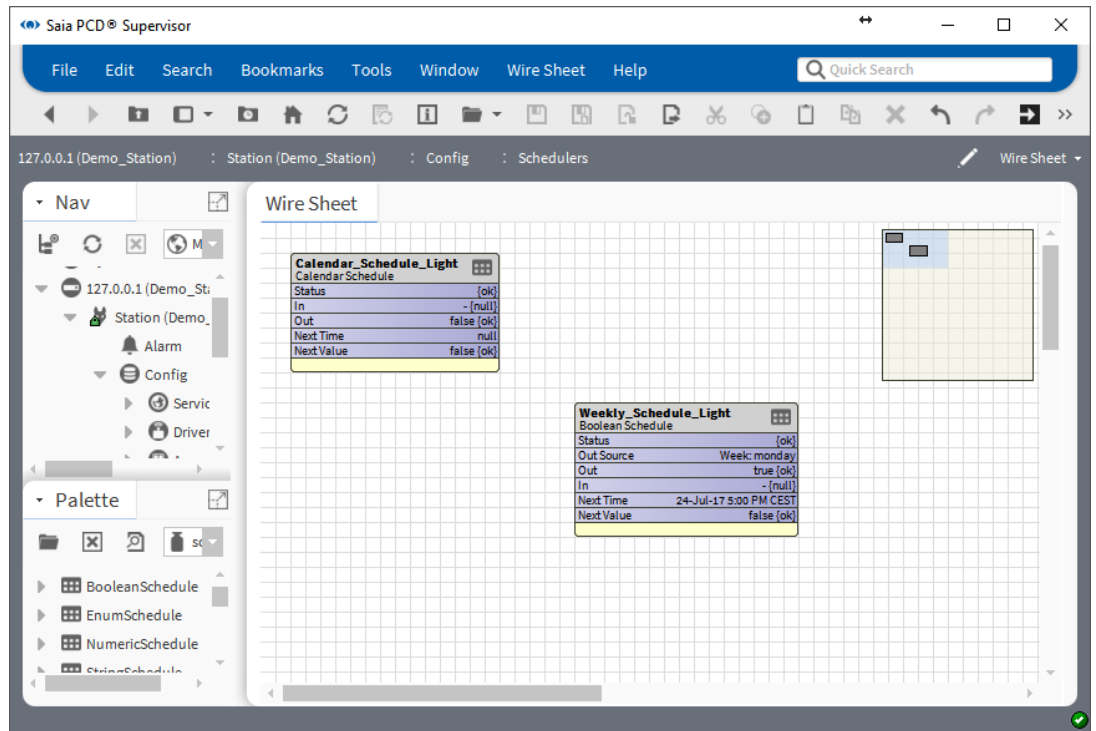 Saia PCD® Supervisor
File Edit Search Bookmarks Tools Window Wire Sheet Help Quick Search
127.0.0.1 (Demo_Station) : Station (Demo_Station) : Config : Schedulers Wire Sheet
Nav
M
127.0.0.1 (Demo_Sta
Station (Demo_
Alarm
Config
Servic
Driver
Palette
sc
BooleanSchedule
EnumSchedule
NumericSchedule
StringSchedule
Wire Sheet
Calendar_Schedule_Light
Calendar Schedule
Status {ok}
In - {null}
Out false {ok}
Next Time null
Next Value false {ok}
Weekly_Schedule_Light
Boolean Schedule
Status {ok}
Out Source Week: monday
Out true {ok}
In - {null}
Next Time 24-Jul-17 5:00 PM CEST
Next Value false {ok}